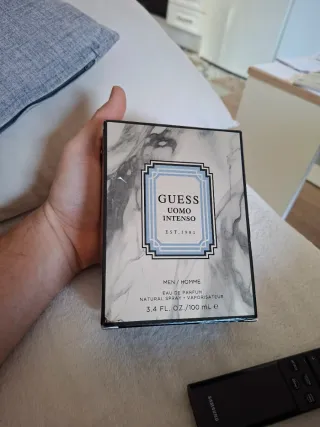 GUESS
UOMO
INTENSO
EST. 1981
MEN / HOMME
EAU DE PARFUM
NATURAL SPRAY • VAPORISATEUR
3.4 FL. OZ./100 mL ℮
SAMSUNG